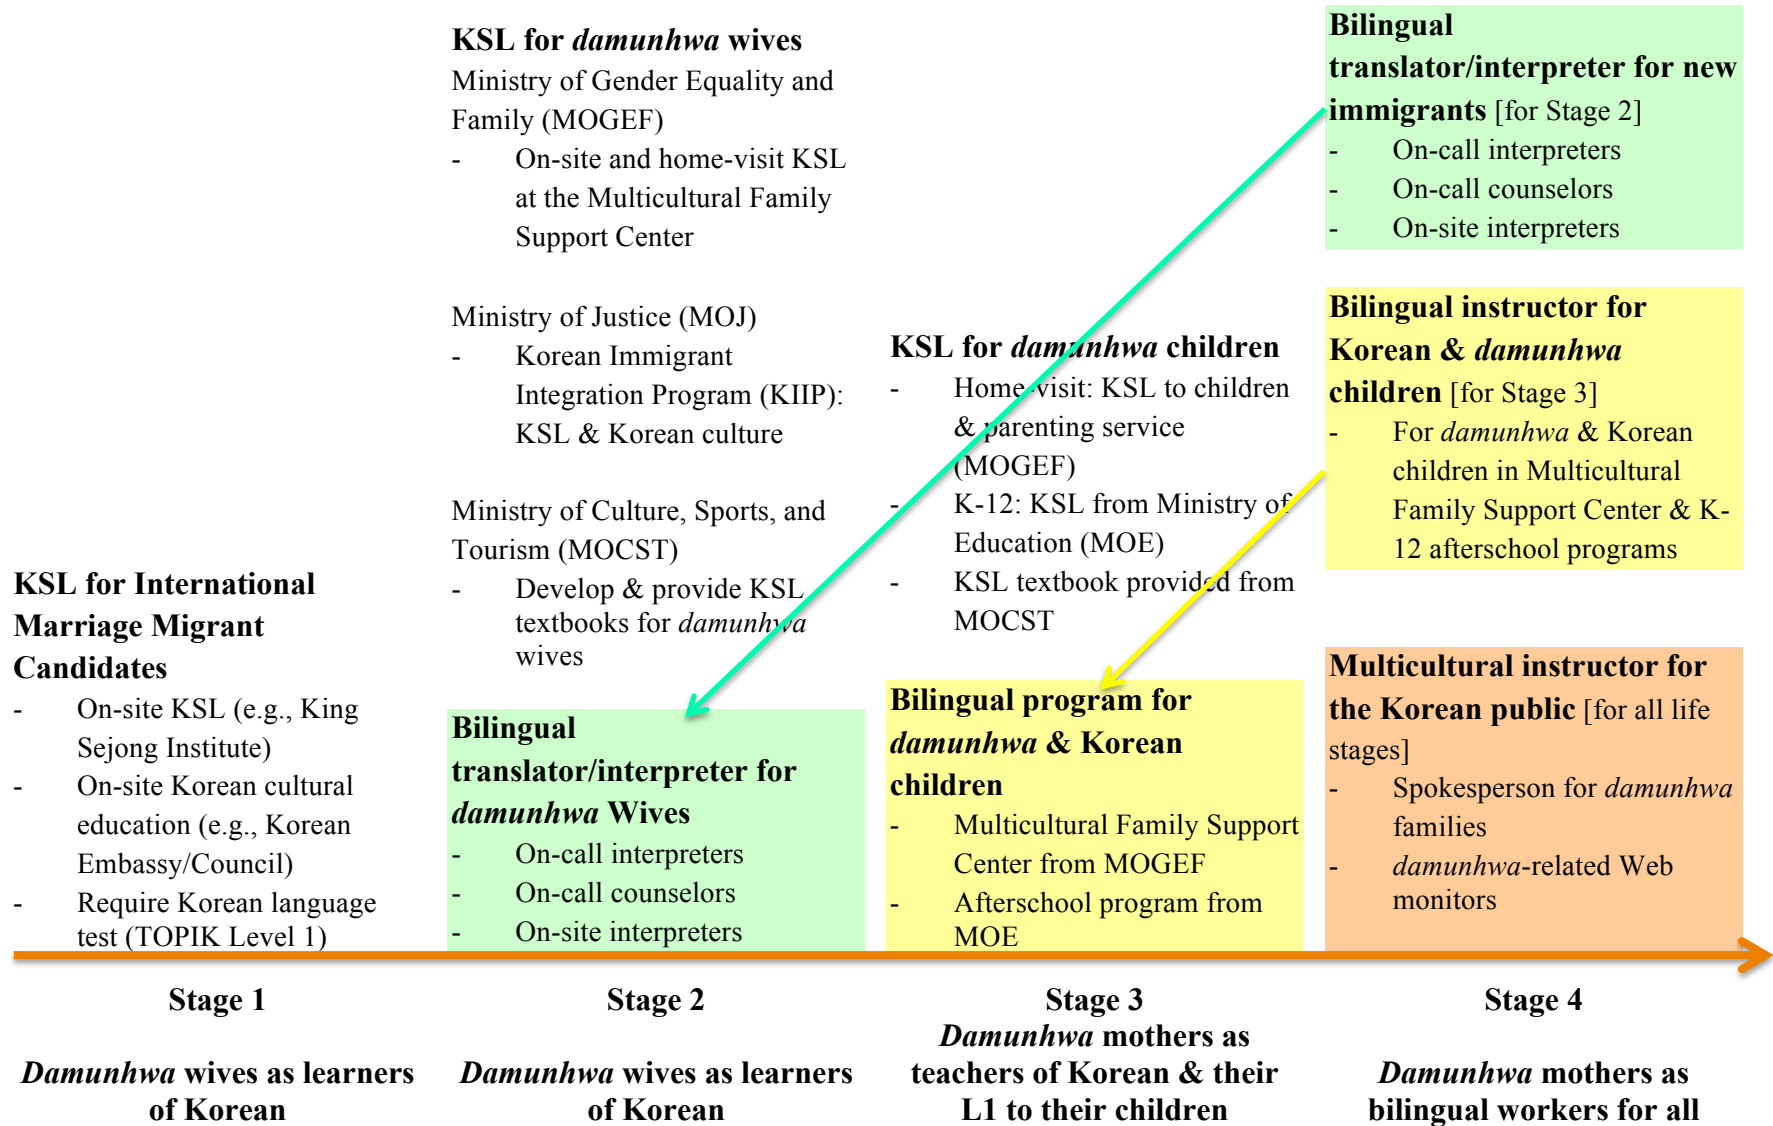 KSL for International
Marriage Migrant
Candidates
- On-site KSL (e.g., King
Sejong Institute)
- On-site Korean cultural
education (e.g., Korean
Embassy/Council)
- Require Korean language
test (TOPIK Level 1)
KSL for damunhwa wives
Ministry of Gender Equality and
Family (MOGEF)
- On-site and home-visit KSL
at the Multicultural Family
Support Center
Ministry of Justice (MOJ)
- Korean Immigrant
Integration Program (KIIP):
KSL & Korean culture
Ministry of Culture, Sports, and
Tourism (MOCST)
- Develop & provide KSL
textbooks for damunhwa
wives
Bilingual
translator/interpreter for
damunhwa Wives
- On-call interpreters
- On-call counselors
- On-site interpreters
KSL for damunhwa children
- Home-visit: KSL to children
& parenting service
(MOGEF)
- K-12: KSL from Ministry of
Education (MOE)
- KSL textbook provided from
MOCST
Bilingual program for
damunhwa & Korean
children
- Multicultural Family Support
Center from MOGEF
- Afterschool program from
MOE
Bilingual
translator/interpreter for new
immigrants [for Stage 2]
- On-call interpreters
- On-call counselors
- On-site interpreters
Bilingual instructor for
Korean & damunhwa
children [for Stage 3]
- For damunhwa & Korean
children in Multicultural
Family Support Center & K-
12 afterschool programs
Multicultural instructor for
the Korean public [for all life
stages]
- Spokesperson for damunhwa
families
- damunhwa-related Web
monitors
Stage 1
Damunhwa wives as learners
of Korean
Stage 2
Damunhwa wives as learners
of Korean
Stage 3
Damunhwa mothers as
teachers of Korean & their
L1 to their children
Stage 4
Damunhwa mothers as
bilingual workers for all